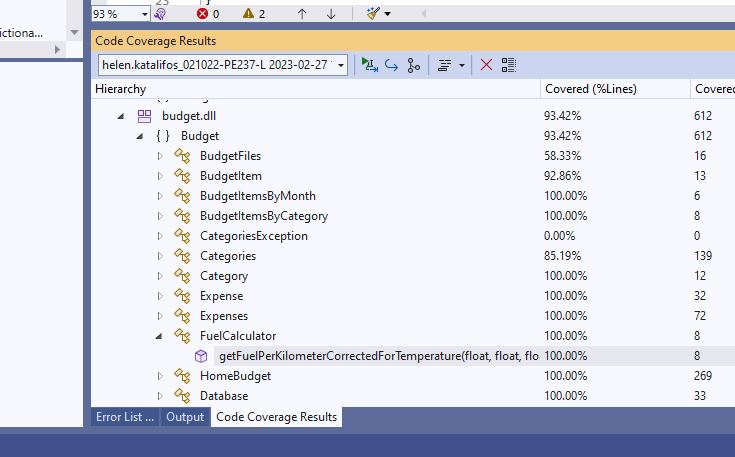 23
93 %
0
2
ictiona...
Code Coverage Results
helen.katalifos_021022-PE237-L 2023-02-27
Hierarchy Covered (%Lines) Covered
budget.dll 93.42% 612
{ } Budget 93.42% 612
BudgetFiles 58.33% 16
BudgetItem 92.86% 13
BudgetItemsByMonth 100.00% 6
BudgetItemsByCategory 100.00% 8
CategoriesException 0.00% 0
Categories 85.19% 139
Category 100.00% 12
Expense 100.00% 32
Expenses 100.00% 72
FuelCalculator 100.00% 8
getFuelPerKilometerCorrectedForTemperature(float, float, flo 100.00% 8
HomeBudget 100.00% 269
Database 100.00% 33
Error List ... Output Code Coverage Results